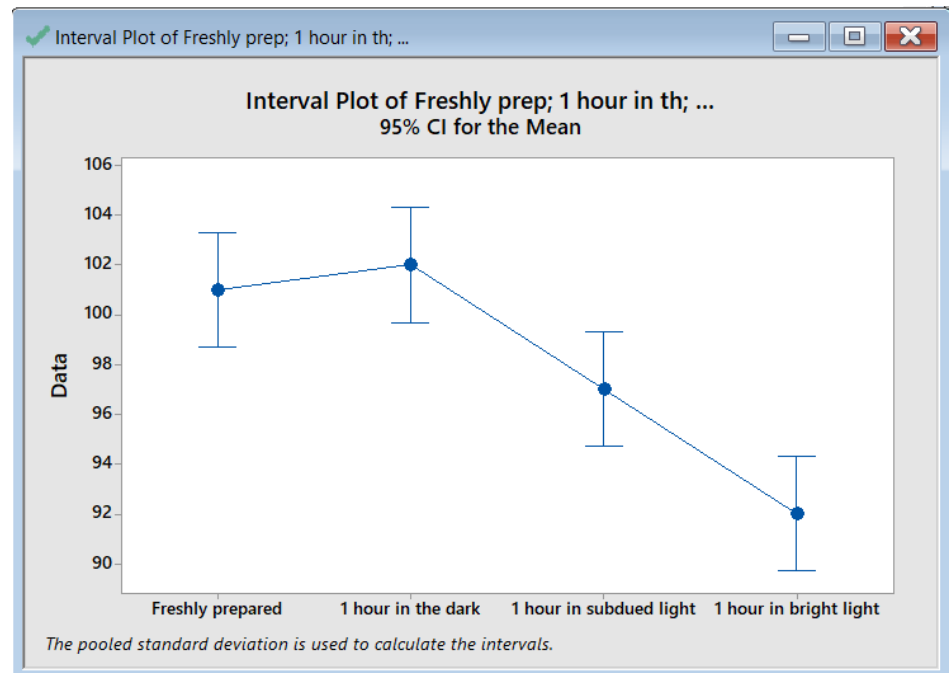 Interval Plot of Freshly prep; 1 hour in th; ...
Interval Plot of Freshly prep; 1 hour in th; ...
95% CI for the Mean
106
104
102
100
98
96
94
92
90
Data
Freshly prepared 1 hour in the dark 1 hour in subdued light 1 hour in bright light
The pooled standard deviation is used to calculate the intervals.